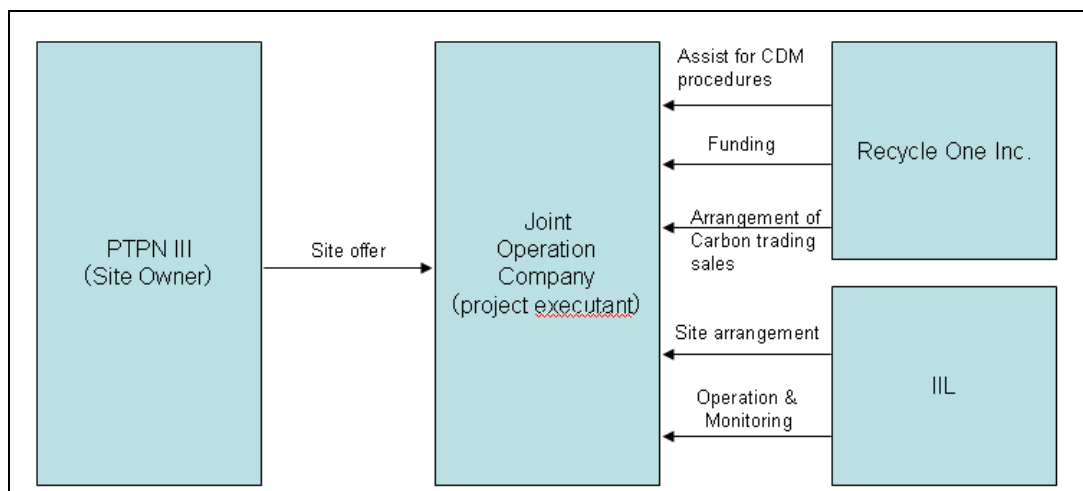 PTPN III
(Site Owner)
Site offer
Joint
Operation
Company
(project executant)
Assist for CDM
procedures
Funding
Arrangement of
Carbon trading
sales
Site arrangement
Operation &
Monitoring
Recycle One Inc.
IIL